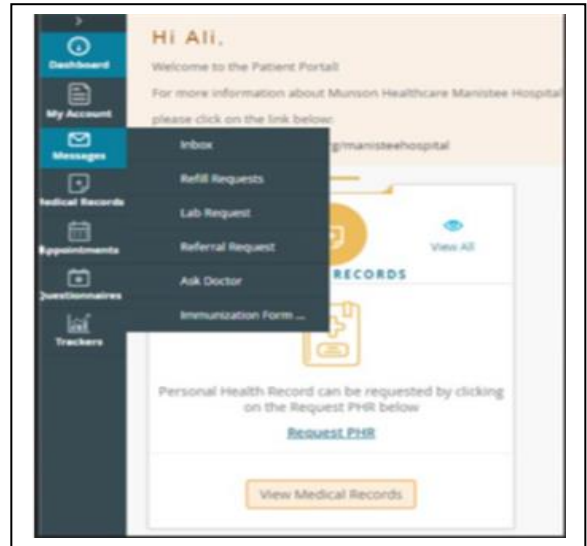 Hi Ali,
Welcome to the Patient Portal!
For more information about Munson Healthcare Manistee Hospital
please click on the link below:
g/manisteehospital
Dashboard
My Account
Messages
Medical Records
Appointments
Questionnaires
Trackers
Inbox
Refill Requests
Lab Request
Referral Request
Ask Doctor
Immunization Form ...
View All
RECORDS
Personal Health Record can be requested by clicking
on the Request PHR below
Request PHR
View Medical Records